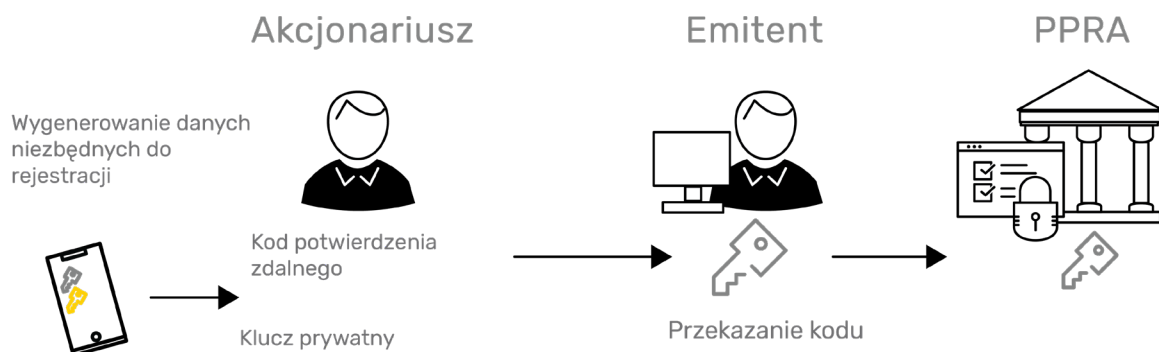 Akcjonariusz
Emitent
PPRA
Wygenerowanie danych
niezbędnych do
rejestracji
Kod potwierdzenia
zdalnego
Klucz prywatny
Przekazanie kodu